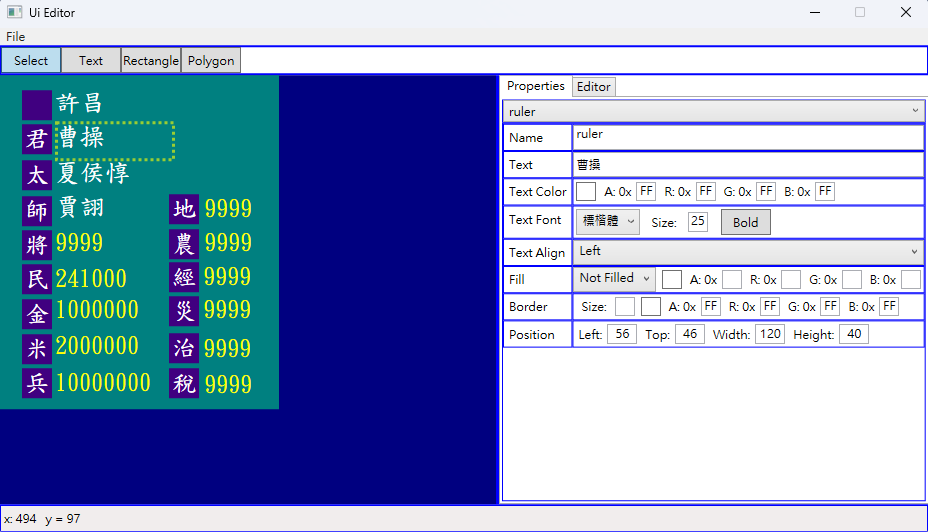 Ui Editor
File
Select Text Rectangle Polygon
許昌
君 曹操
太 夏侯惇
師 賈詡 地 9999
將 9999 農 9999
民 241000 經 9999
金 1000000 災 9999
米 2000000 治 9999
兵 10000000 稅 9999
Properties Editor
ruler
Name ruler
Text 曹操
Text Color A: 0x FF R: 0x FF G: 0x FF B: 0x FF
Text Font 標楷體 Size: 25 Bold
Text Align Left
Fill Not Filled A: 0x R: 0x G: 0x B: 0x
Border Size: A: 0x FF R: 0x FF G: 0x FF B: 0x FF
Position Left: 56 Top: 46 Width: 120 Height: 40
x: 494 y = 97